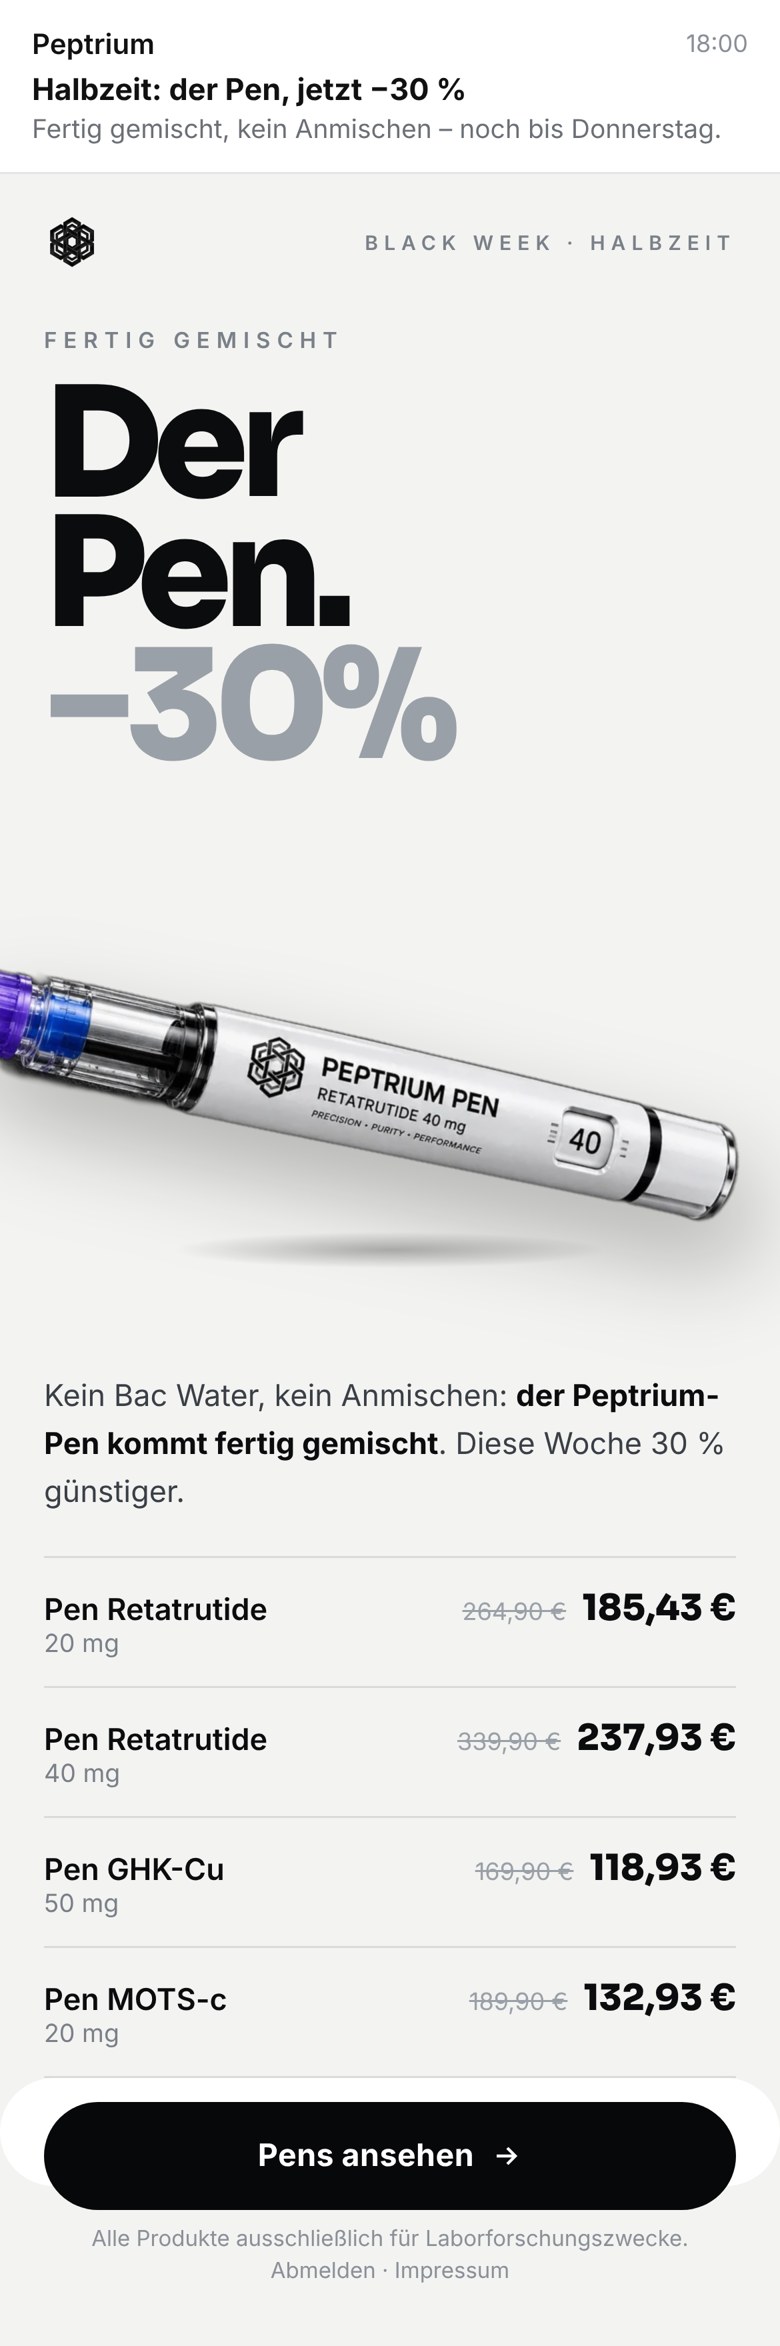 Peptrium 18:00
Halbzeit: der Pen, jetzt −30 %
Fertig gemischt, kein Anmischen – noch bis Donnerstag.
BLACK WEEK · HALBZEIT
FERTIG GEMISCHT
Der
Pen.
−30%
PEPTRIUM PEN
RETATRUTIDE 40 mg
PRECISION • PURITY • PERFORMANCE
40
Kein Bac Water, kein Anmischen: der Peptrium-
Pen kommt fertig gemischt. Diese Woche 30 %
günstiger.
Pen Retatrutide 264,90 € 185,43 €
20 mg
Pen Retatrutide 339,90 € 237,93 €
40 mg
Pen GHK-Cu 169,90 € 118,93 €
50 mg
Pen MOTS-c 189,90 € 132,93 €
20 mg
Pens ansehen →
Alle Produkte ausschließlich für Laborforschungszwecke.
Abmelden · Impressum